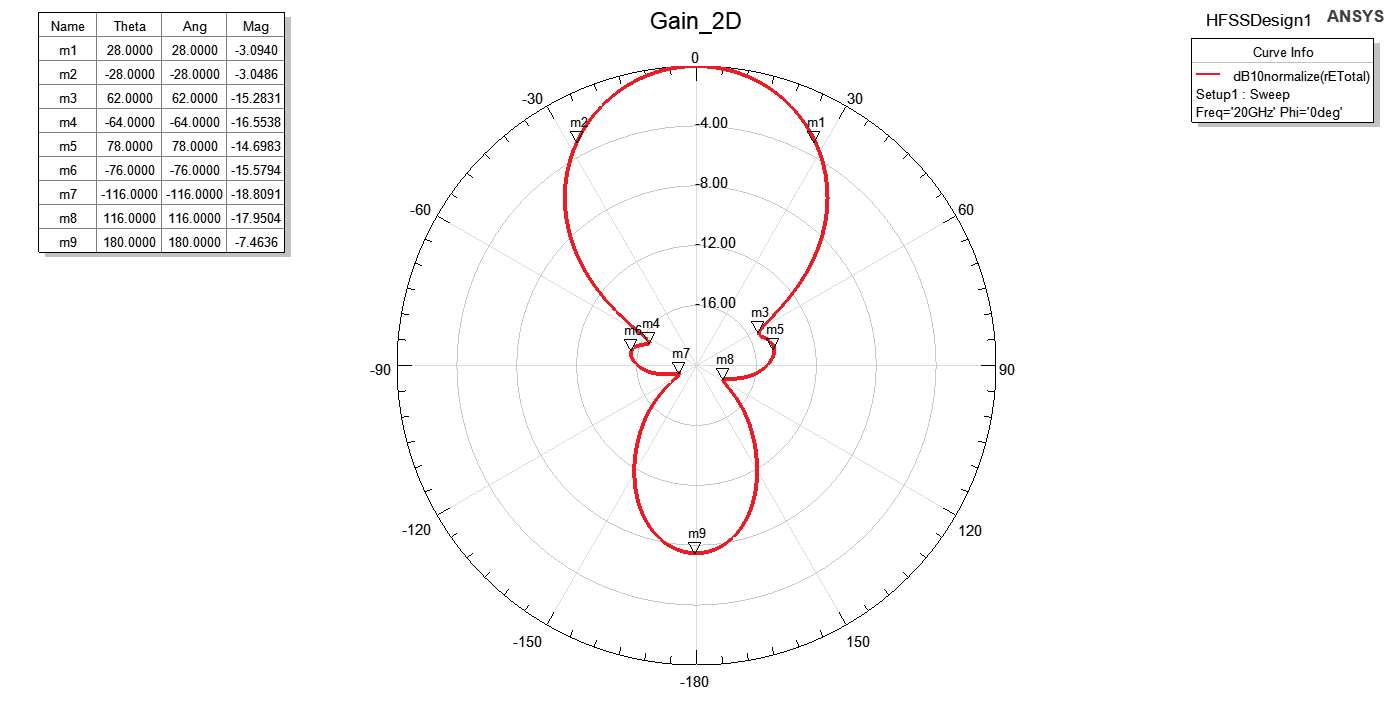 Gain_2D
HFSSDesign1 ANSYS
Name Theta Ang Mag
m1 28.0000 28.0000 -3.0940
m2 -28.0000 -28.0000 -3.0486
m3 62.0000 62.0000 -15.2831
m4 -64.0000 -64.0000 -16.5538
m5 78.0000 78.0000 -14.6983
m6 -76.0000 -76.0000 -15.5794
m7 -116.0000 -116.0000 -18.8091
m8 116.0000 116.0000 -17.9504
m9 180.0000 180.0000 -7.4636
Curve Info
dB10normalize(rETotal)
Setup1 : Sweep
Freq='20GHz' Phi='0deg'
0
-30 30
m2 -4.00 m1
-8.00
-60 60
-12.00
-16.00
m6 m4 m3
m5
m7 m8
-90 90
-120 120
m9
-150 150
-180